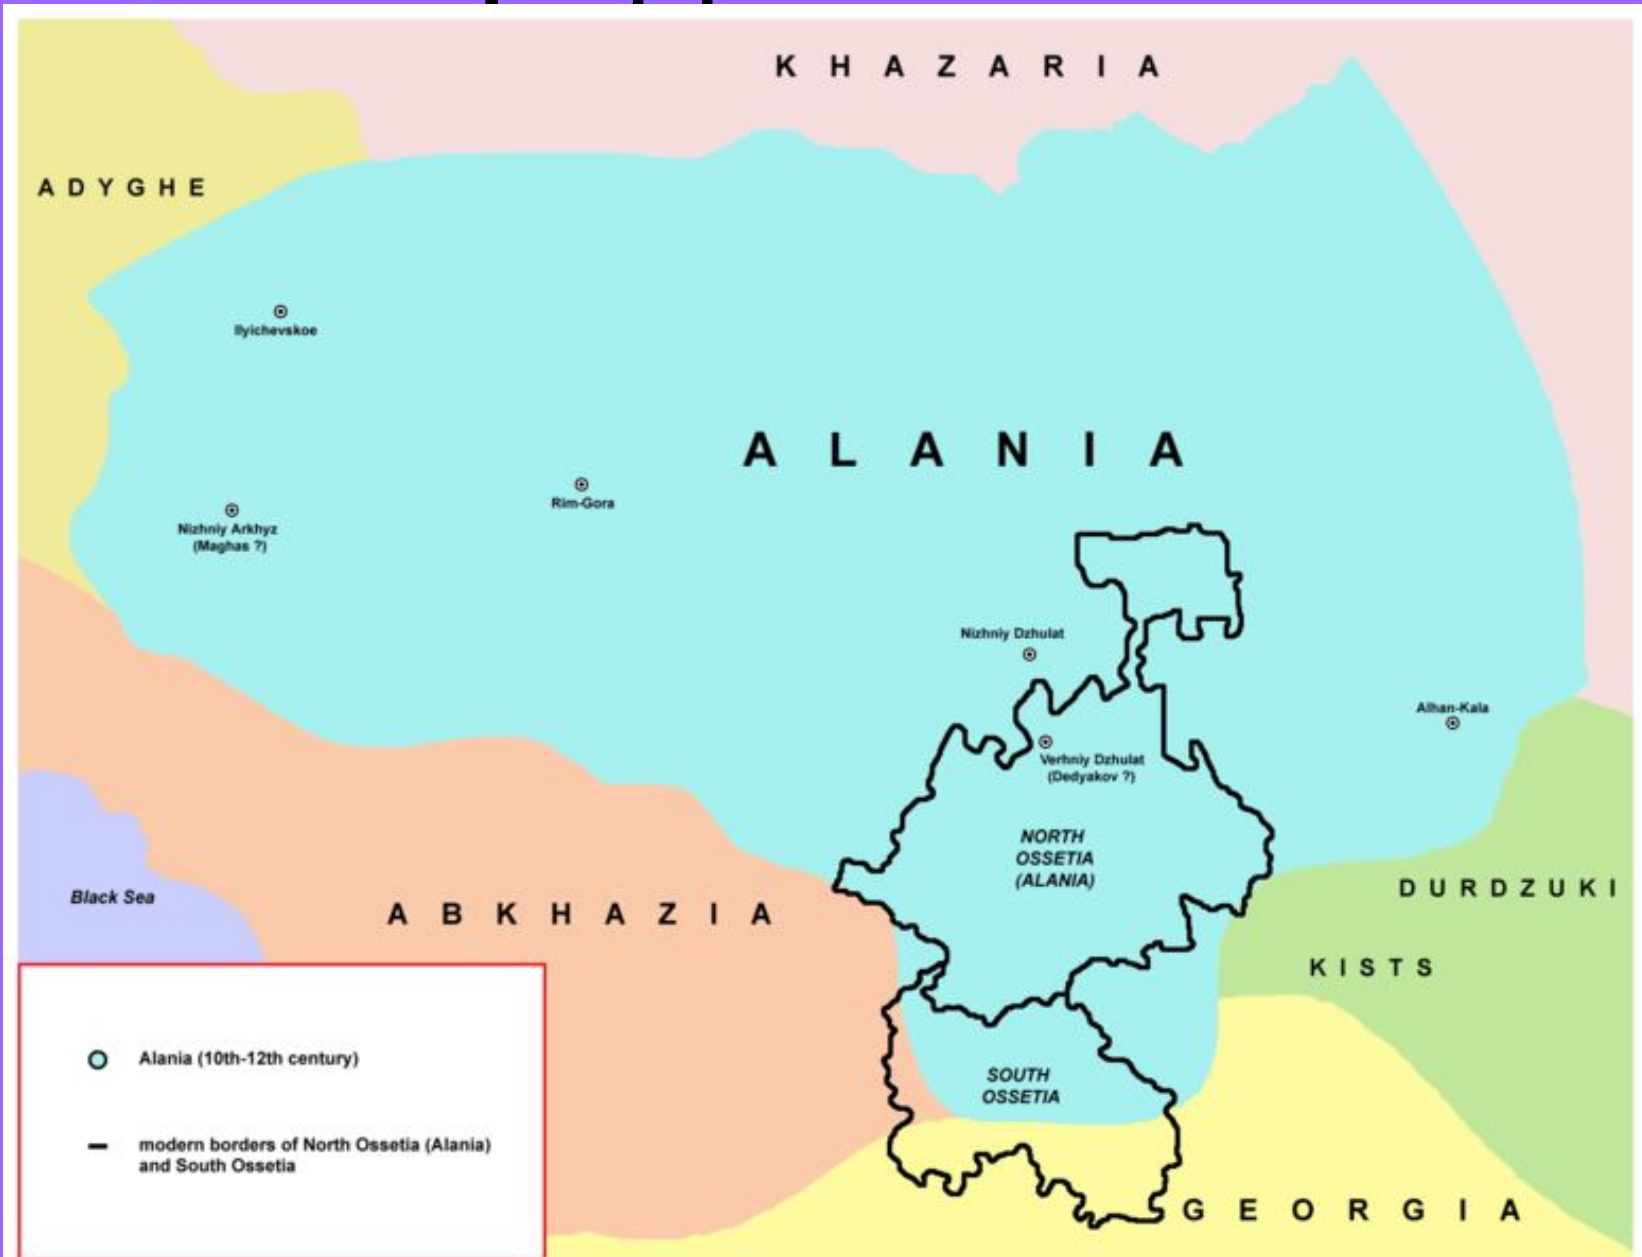 KHAZARIA
ADYGHE
Ilyichevskoe
ALANIA
Rim-Gora
Nizhniy Arkhyz
(Maghas ?)
Nizhniy Dzhulat
Alhan-Kala
Verhniy Dzhulat
(Dedyakov ?)
NORTH
OSSETIA
(ALANIA)
DURDZUKI
Black Sea
ABKHAZIA
KISTS
SOUTH
OSSETIA
Alania (10th-12th century)
modern borders of North Ossetia (Alania)
and South Ossetia
GEORGIA